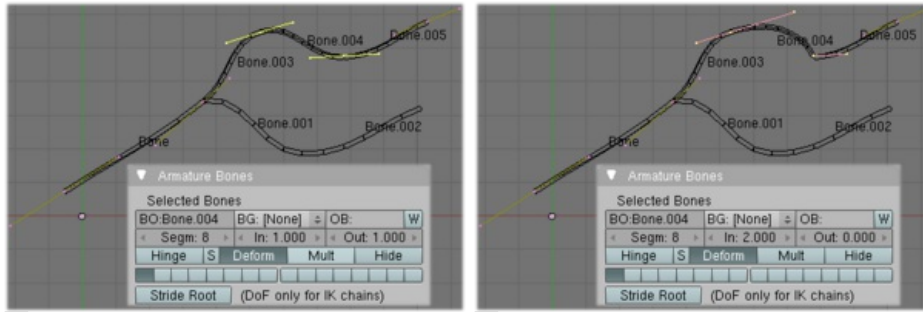 Bone.004 Bone.005
Bone.003
Bone.001
Bone.002
Bone
Armature Bones
Selected Bones
BO:Bone.004 BG: [None] OB: W
Segm: 8 In: 1.000 Out: 1.000
Hinge S Deform Mult Hide
Stride Root (DoF only for IK chains)
Bone.004 Bone.005
Bone.003
Bone.001
Bone.002
Bone
Armature Bones
Selected Bones
BO:Bone.004 BG: [None] OB: W
Segm: 8 In: 2.000 Out: 0.000
Hinge S Deform Mult Hide
Stride Root (DoF only for IK chains)